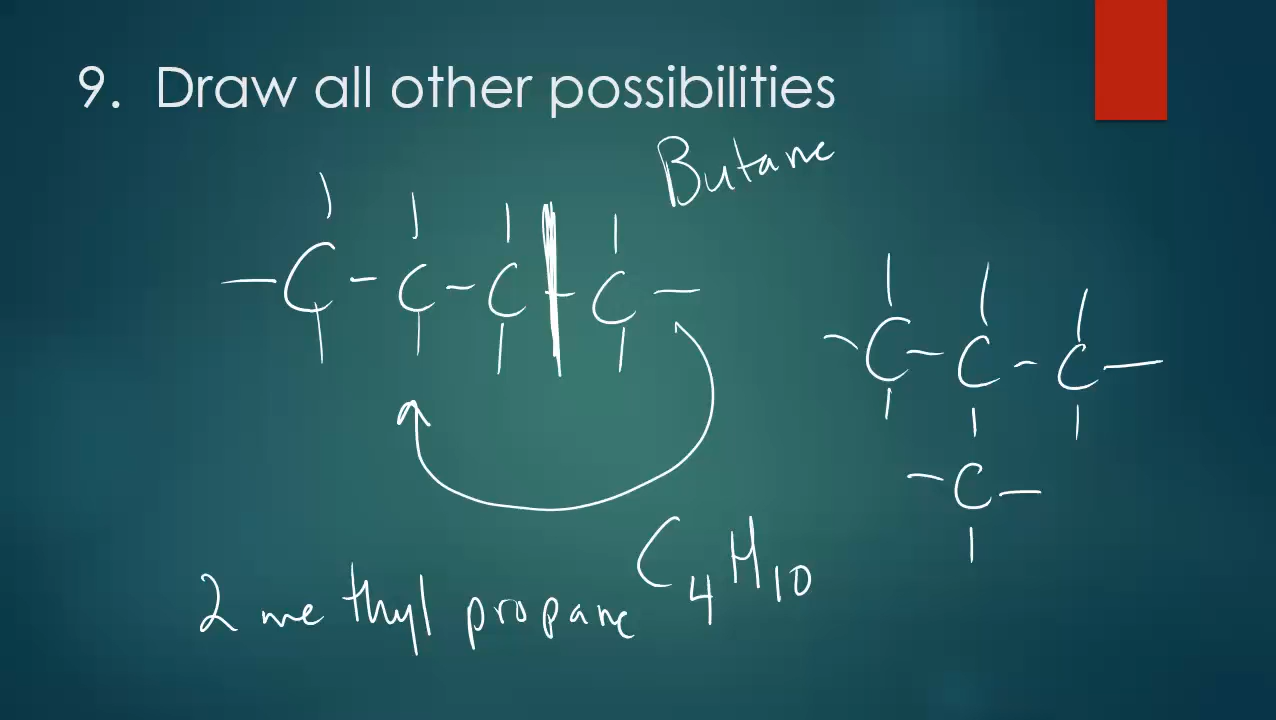 9. Draw all other possibilities
Butane
C C C C
C C C
C
C4H10
2 methyl propane